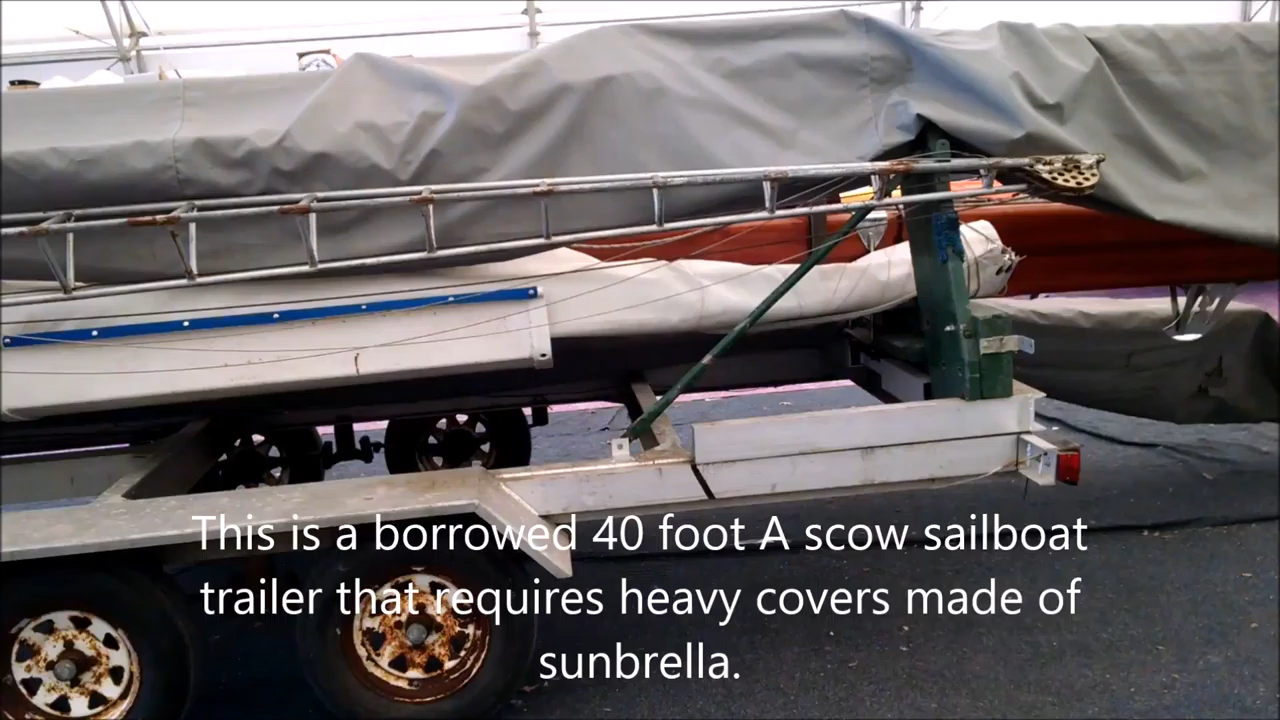 This is a borrowed 40 foot A scow sailboat
trailer that requires heavy covers made of
sunbrella.